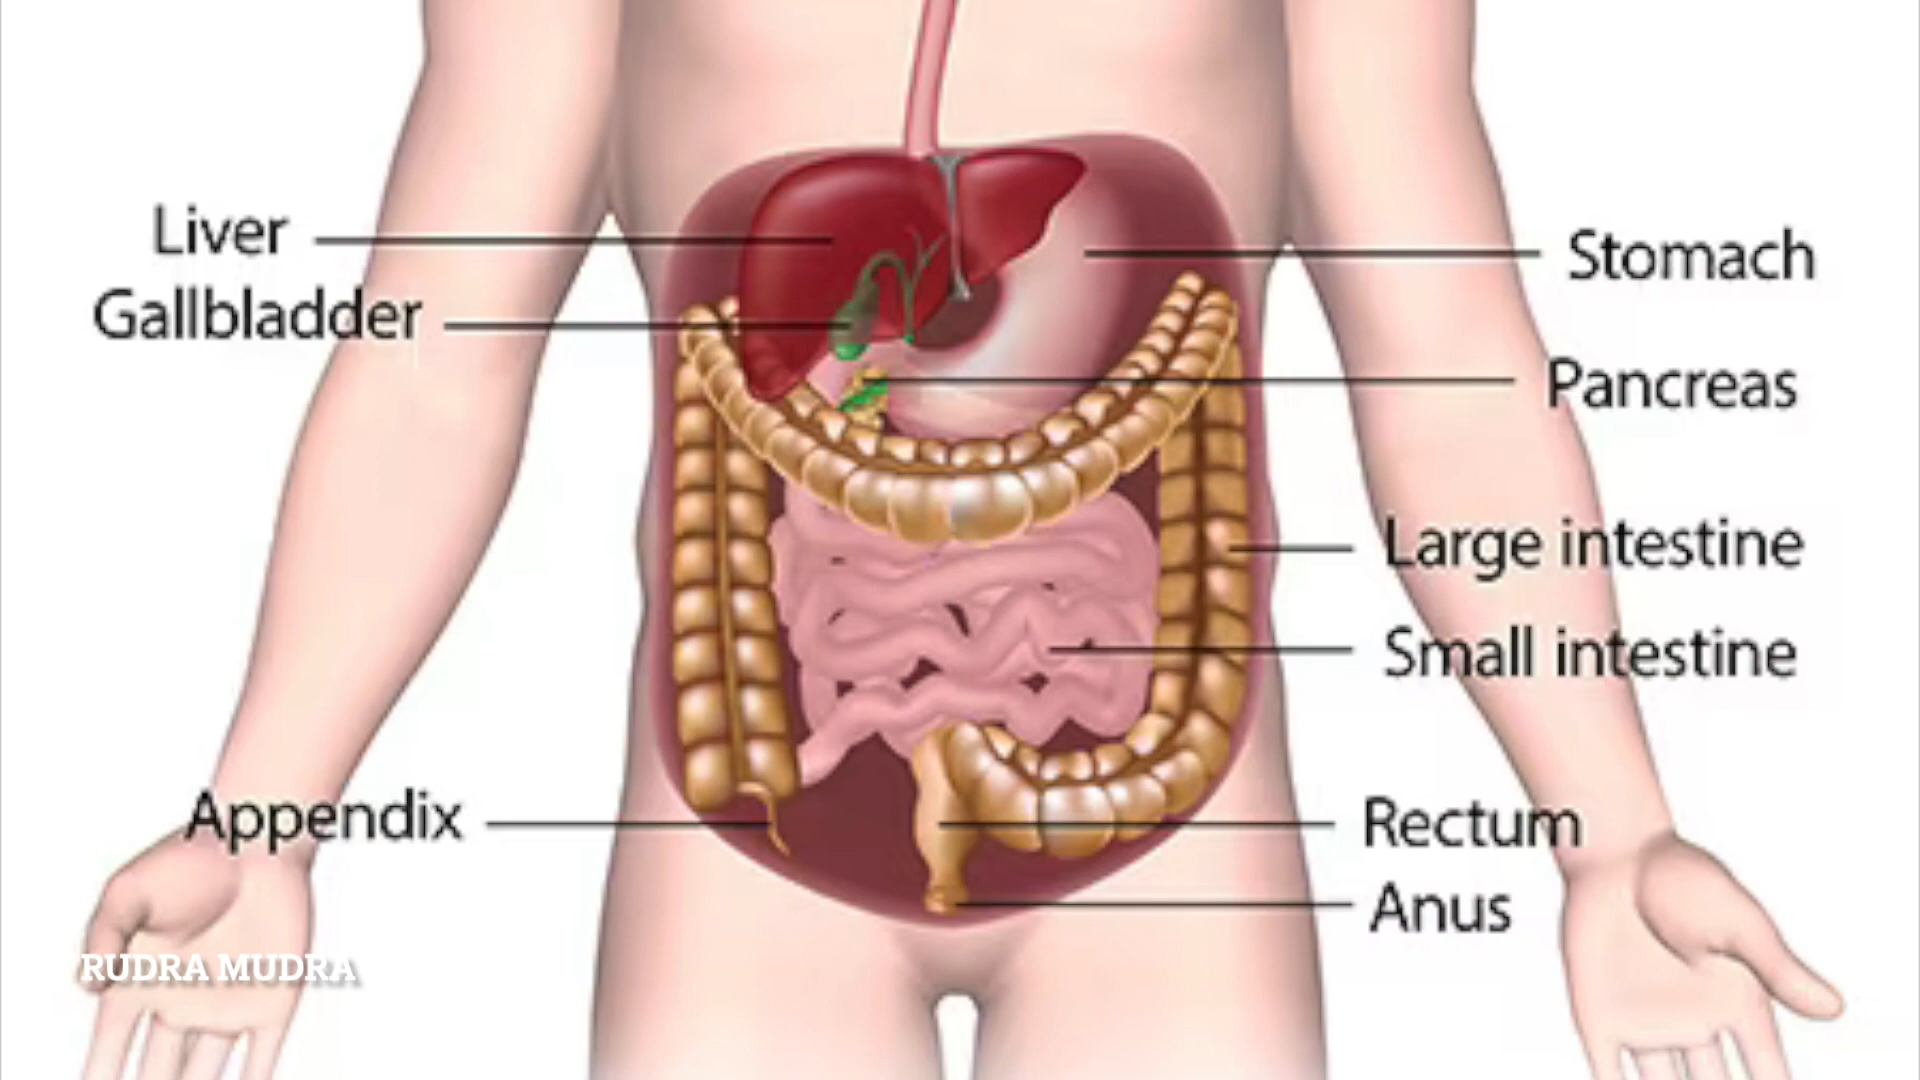 Liver
Gallbladder
Appendix
Stomach
Pancreas
Large intestine
Small intestine
Rectum
Anus
RUDRA MUDRA